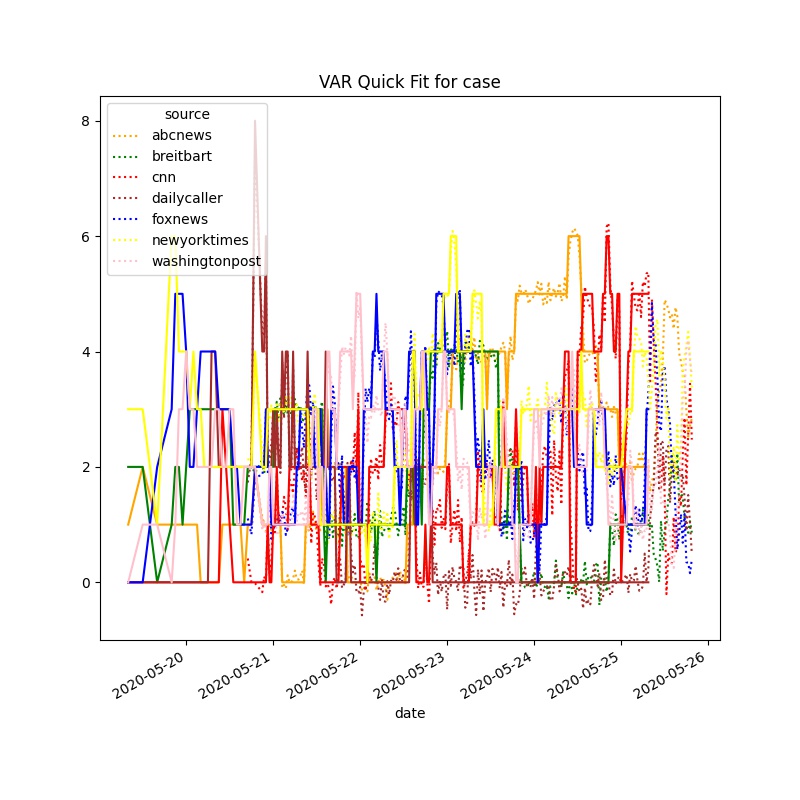 VAR Quick Fit for case
source
abcnews
breitbart
cnn
dailycaller
foxnews
newyorktimes
washingtonpost
8
6
4
2
0
2020-05-20
2020-05-21
2020-05-22
2020-05-23
2020-05-24
2020-05-25
2020-05-26
date